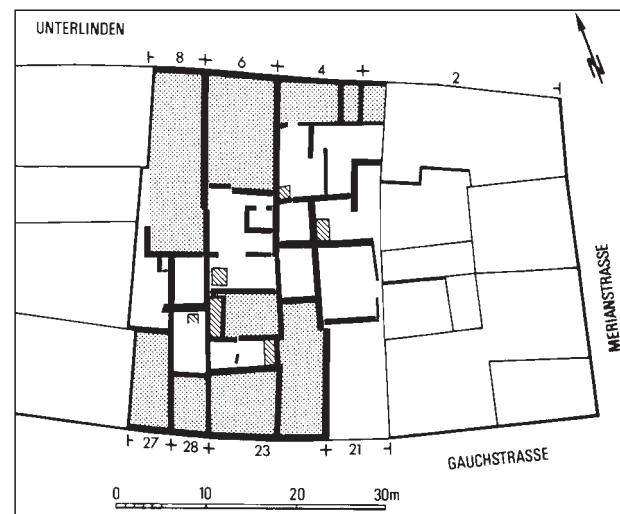 UNTERLINDEN
8 6 4 2
N
MERIANSTRASSE
27 28 23 21
GAUCHSTRASSE
0 10 20 30m